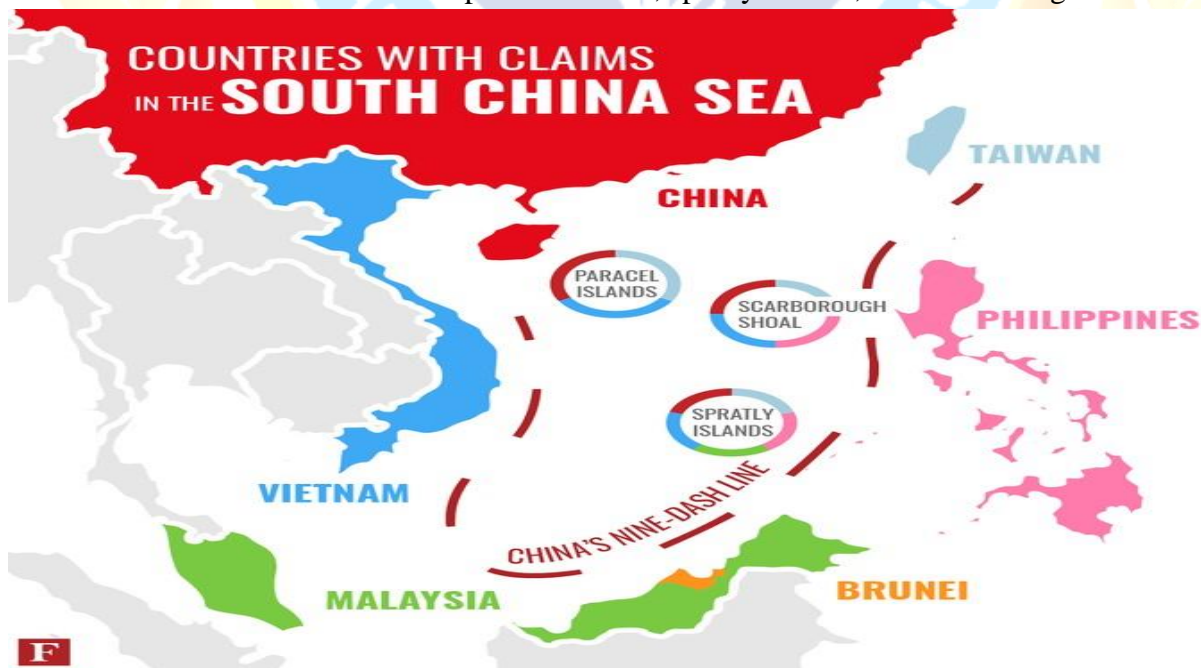 COUNTRIES WITH CLAIMS
IN THE SOUTH CHINA SEA
TAIWAN
CHINA
PARACEL
ISLANDS
SCARBOROUGH
SHOAL
PHILIPPINES
SPRATLY
ISLANDS
VIETNAM
CHINA'S NINE-DASH LINE
MALAYSIA
BRUNEI
F